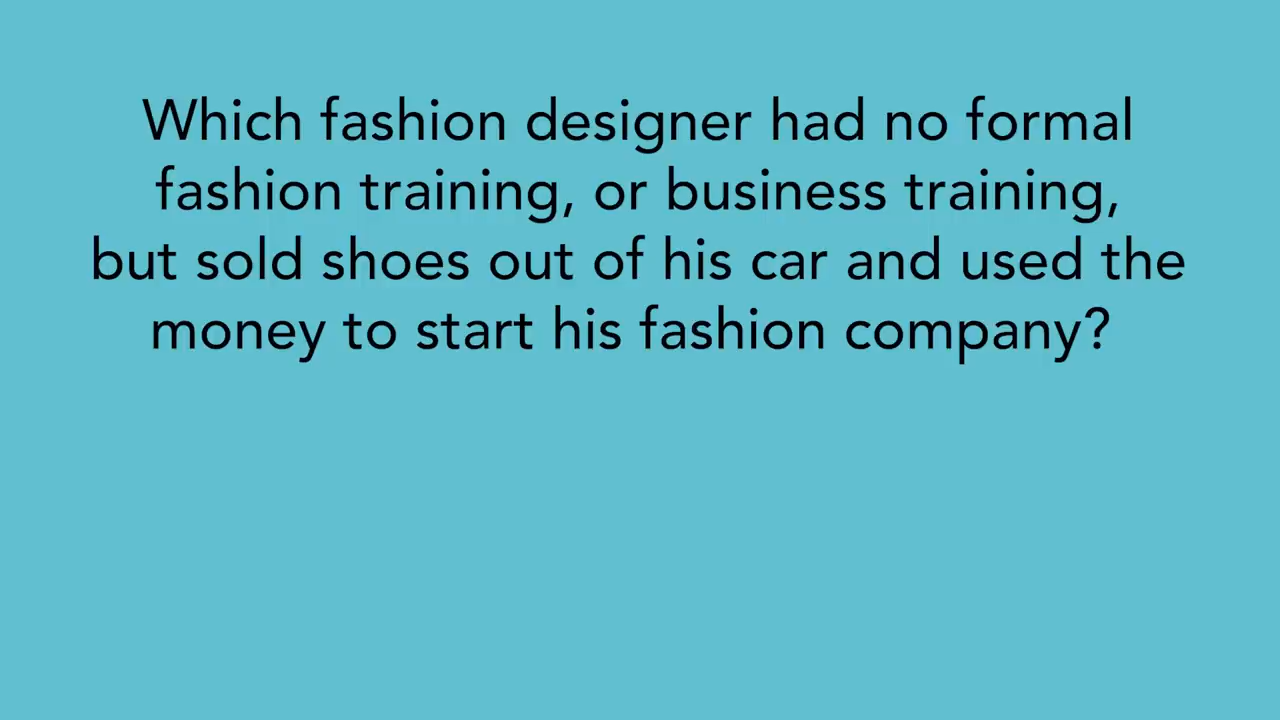 Which fashion designer had no formal
fashion training, or business training,
but sold shoes out of his car and used the
money to start his fashion company?